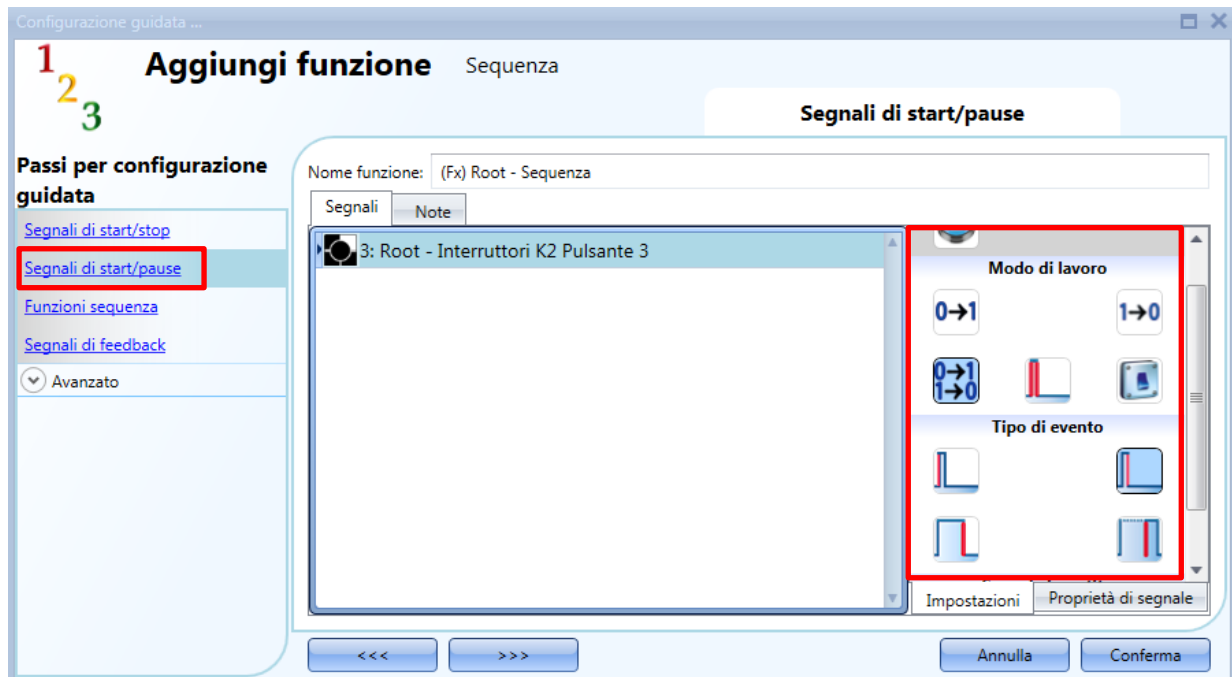 Configurazione guidata ...
1 2 3
Aggiungi funzione Sequenza
Segnali di start/pause
Passi per configurazione guidata
Segnali di start/stop
Segnali di start/pause
Funzioni sequenza
Segnali di feedback
Avanzato
Nome funzione: (Fx) Root - Sequenza
Segnali Note
3: Root - Interruttori K2 Pulsante 3
Modo di lavoro
0→1 1→0
0→1
1→0
Tipo di evento
Impostazioni Proprietà di segnale
<<< >>> Annulla Conferma